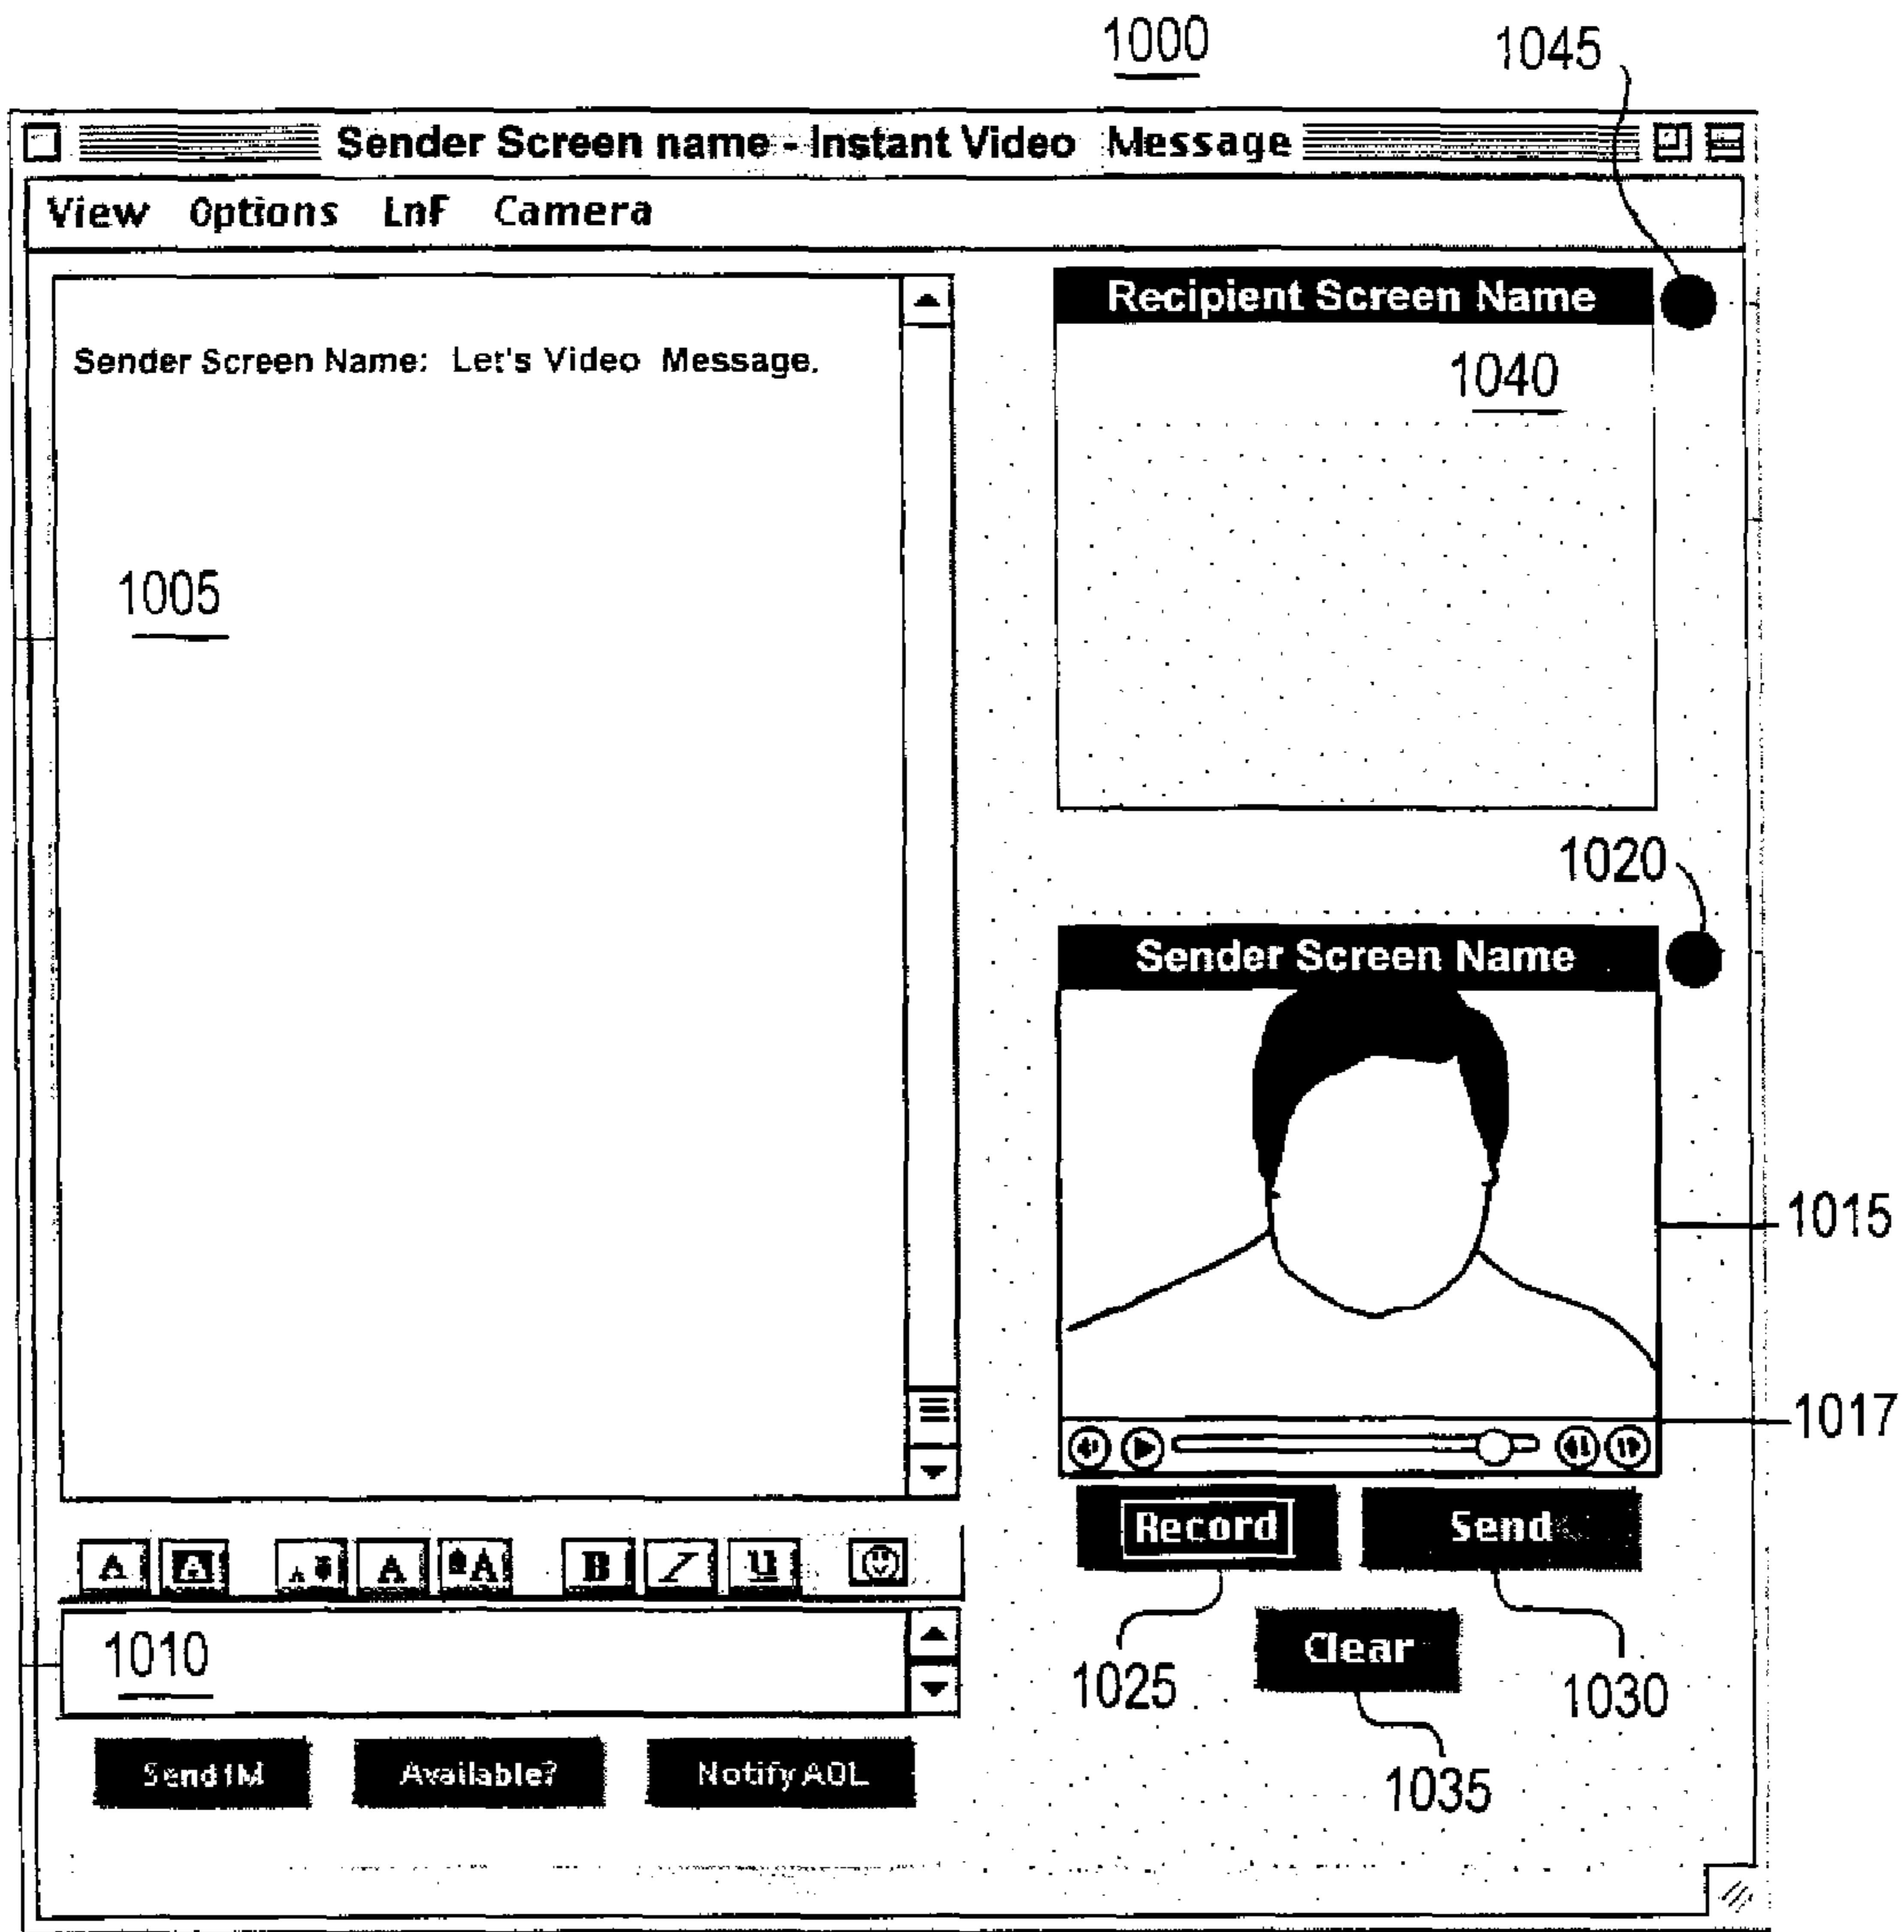 1000
1045
Sender Screen name - Instant Video Message
View Options LnF Camera
Sender Screen Name: Let's Video Message.
1005
Recipient Screen Name
1040
1020
Sender Screen Name
1015
1017
Record Send
Clear
1025
1030
1035
A A A A A B I U
1010
Send IM Available? Notify AOL